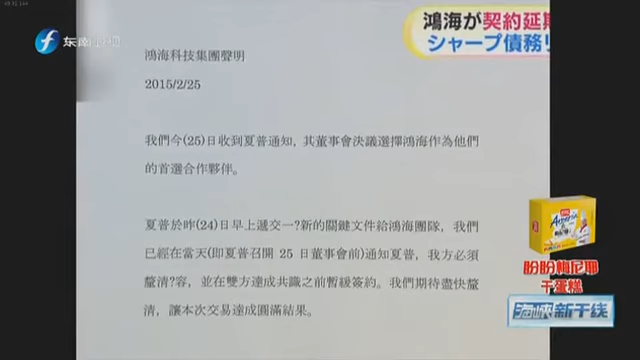 东南卫视
鴻海が契約延期
シャープ債務リ
鴻海科技集團聲明
2015/2/25
我們今(25)日收到夏普通知，其董事會決議選擇鴻海作為他們
的首選合作夥伴。
夏普於昨(24)日早上遞交一?新的關鍵文件給鴻海團隊，我們
已經在當天(即夏普召開 25 日董事會前)通知夏普，我方必須
釐清?容，並在雙方達成共識之前暫緩簽約。我們期待盡快釐
清，讓本次交易達成圓滿結果。
盼盼梅尼耶
干蛋糕
海峡新干线